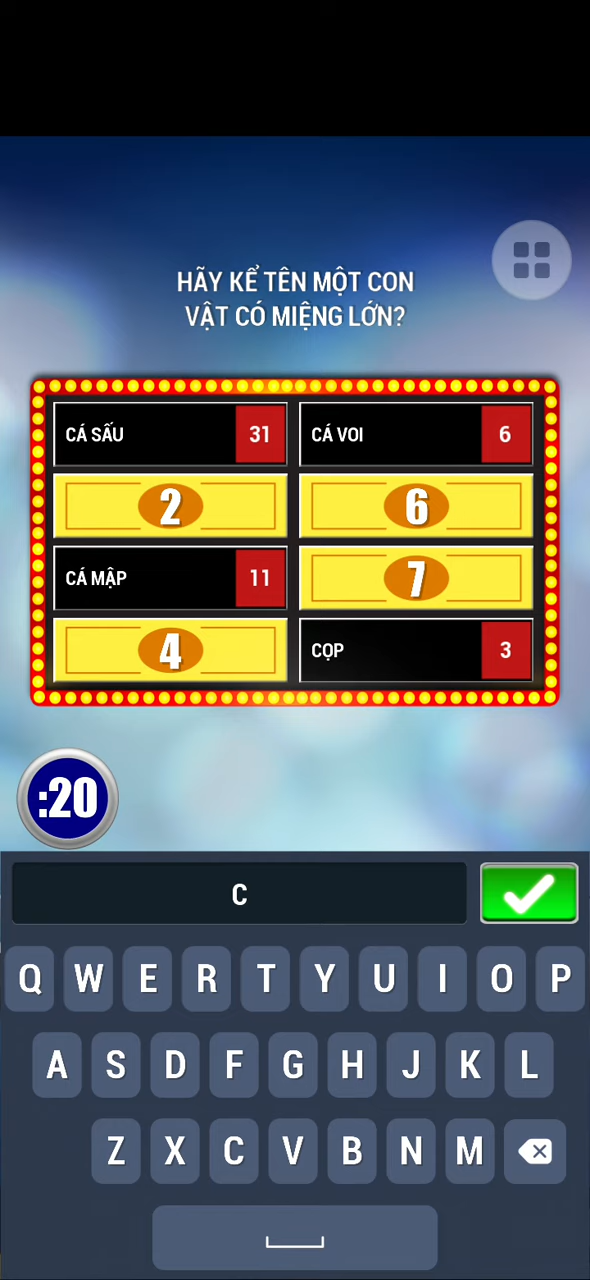 HÃY KỂ TÊN MỘT CON
VẬT CÓ MIỆNG LỚN?
CÁ SẤU 31
CÁ VOI 6
2
6
CÁ MẬP 11
7
4
CỌP 3
:20
C
Q W E R T Y U I O P
A S D F G H J K L
Z X C V B N M